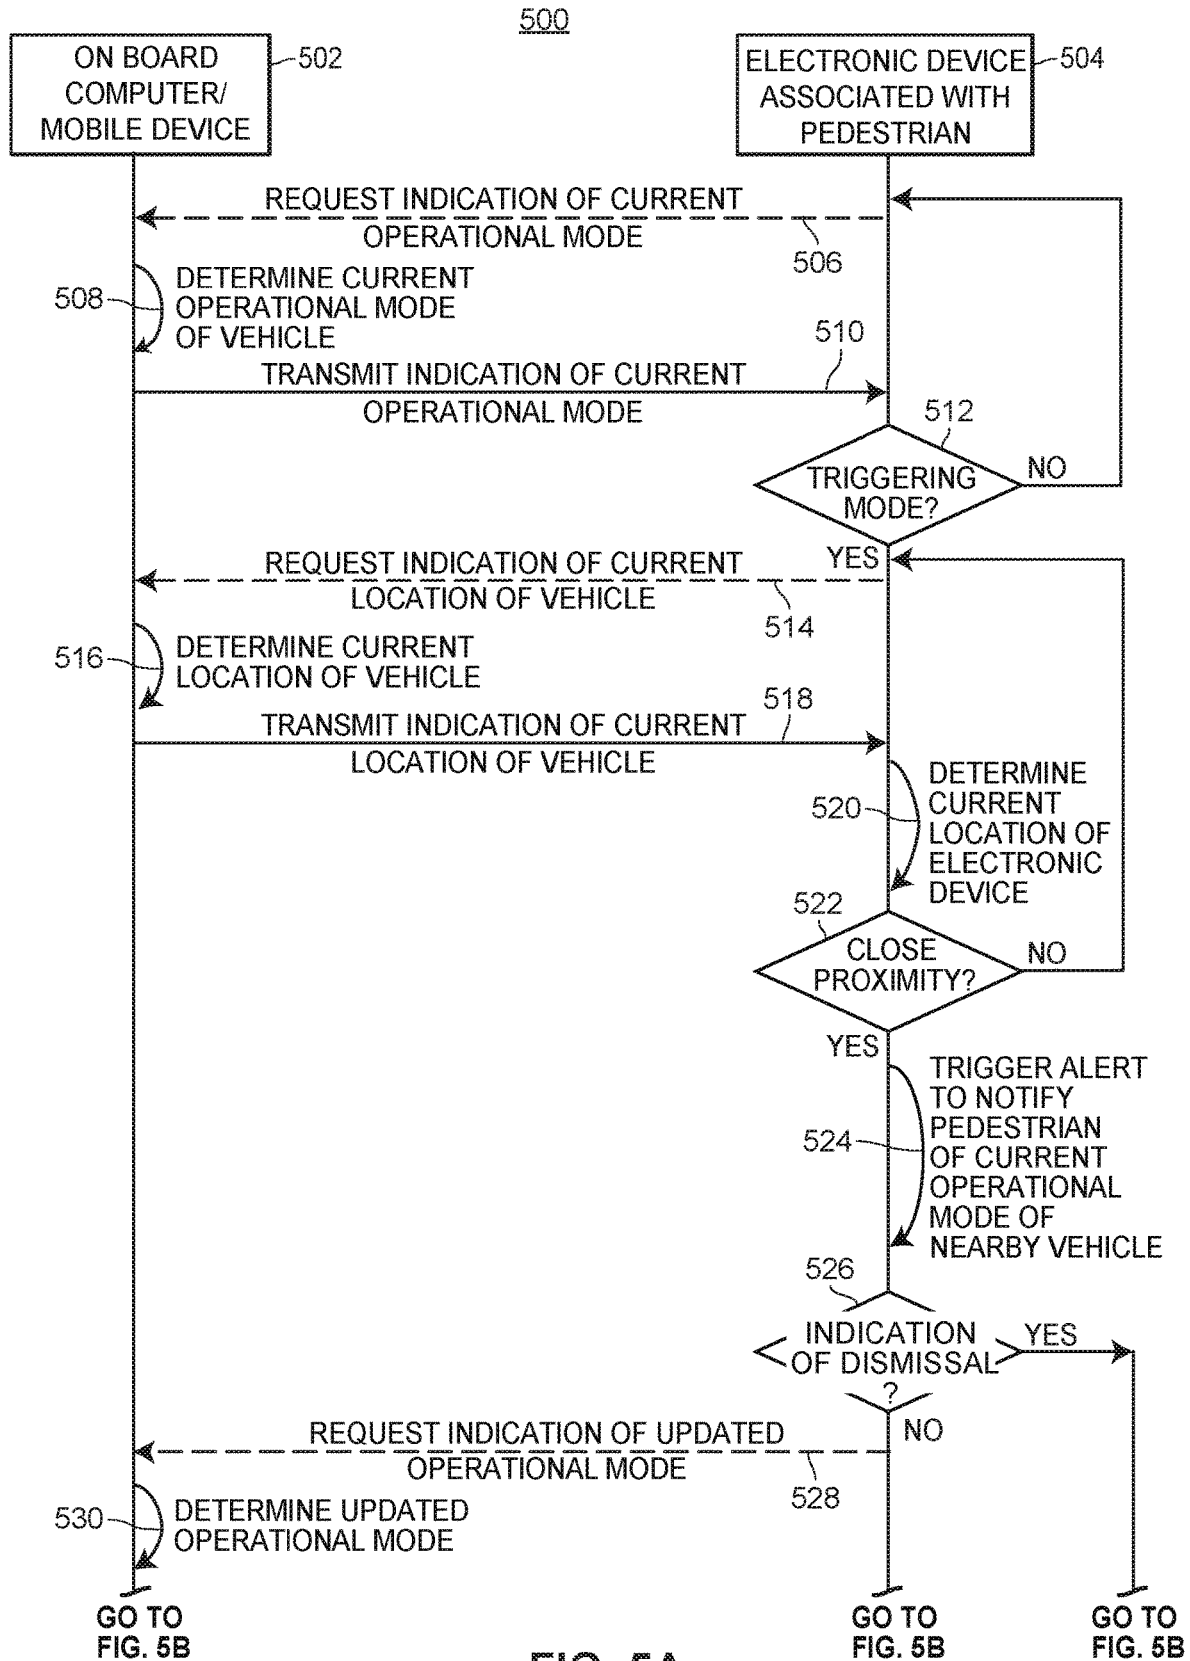 500
ON BOARD
COMPUTER/
MOBILE DEVICE
502
ELECTRONIC DEVICE
ASSOCIATED WITH
PEDESTRIAN
504
REQUEST INDICATION OF CURRENT
OPERATIONAL MODE
506
508
DETERMINE CURRENT
OPERATIONAL MODE
OF VEHICLE
510
TRANSMIT INDICATION OF CURRENT
OPERATIONAL MODE
512
TRIGGERING
MODE?
NO
YES
REQUEST INDICATION OF CURRENT
LOCATION OF VEHICLE
514
516
DETERMINE CURRENT
LOCATION OF VEHICLE
518
TRANSMIT INDICATION OF CURRENT
LOCATION OF VEHICLE
520
DETERMINE
CURRENT
LOCATION OF
ELECTRONIC
DEVICE
522
CLOSE
PROXIMITY?
NO
YES
524
TRIGGER ALERT
TO NOTIFY
PEDESTRIAN
OF CURRENT
OPERATIONAL
MODE OF
NEARBY VEHICLE
526
INDICATION
OF DISMISSAL
?
YES
NO
REQUEST INDICATION OF UPDATED
OPERATIONAL MODE
528
530
DETERMINE UPDATED
OPERATIONAL MODE
GO TO
FIG. 5B
GO TO
FIG. 5B
GO TO
FIG. 5B
FIG. 5A